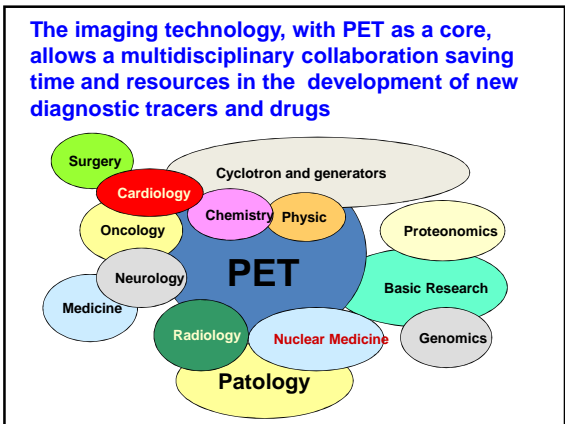 The imaging technology, with PET as a core,
allows a multidisciplinary collaboration saving
time and resources in the development of new
diagnostic tracers and drugs
Surgery
Cyclotron and generators
Cardiology
Chemistry
Physic
Oncology
Proteonomics
Neurology
PET
Basic Research
Medicine
Radiology
Nuclear Medicine
Genomics
Patology